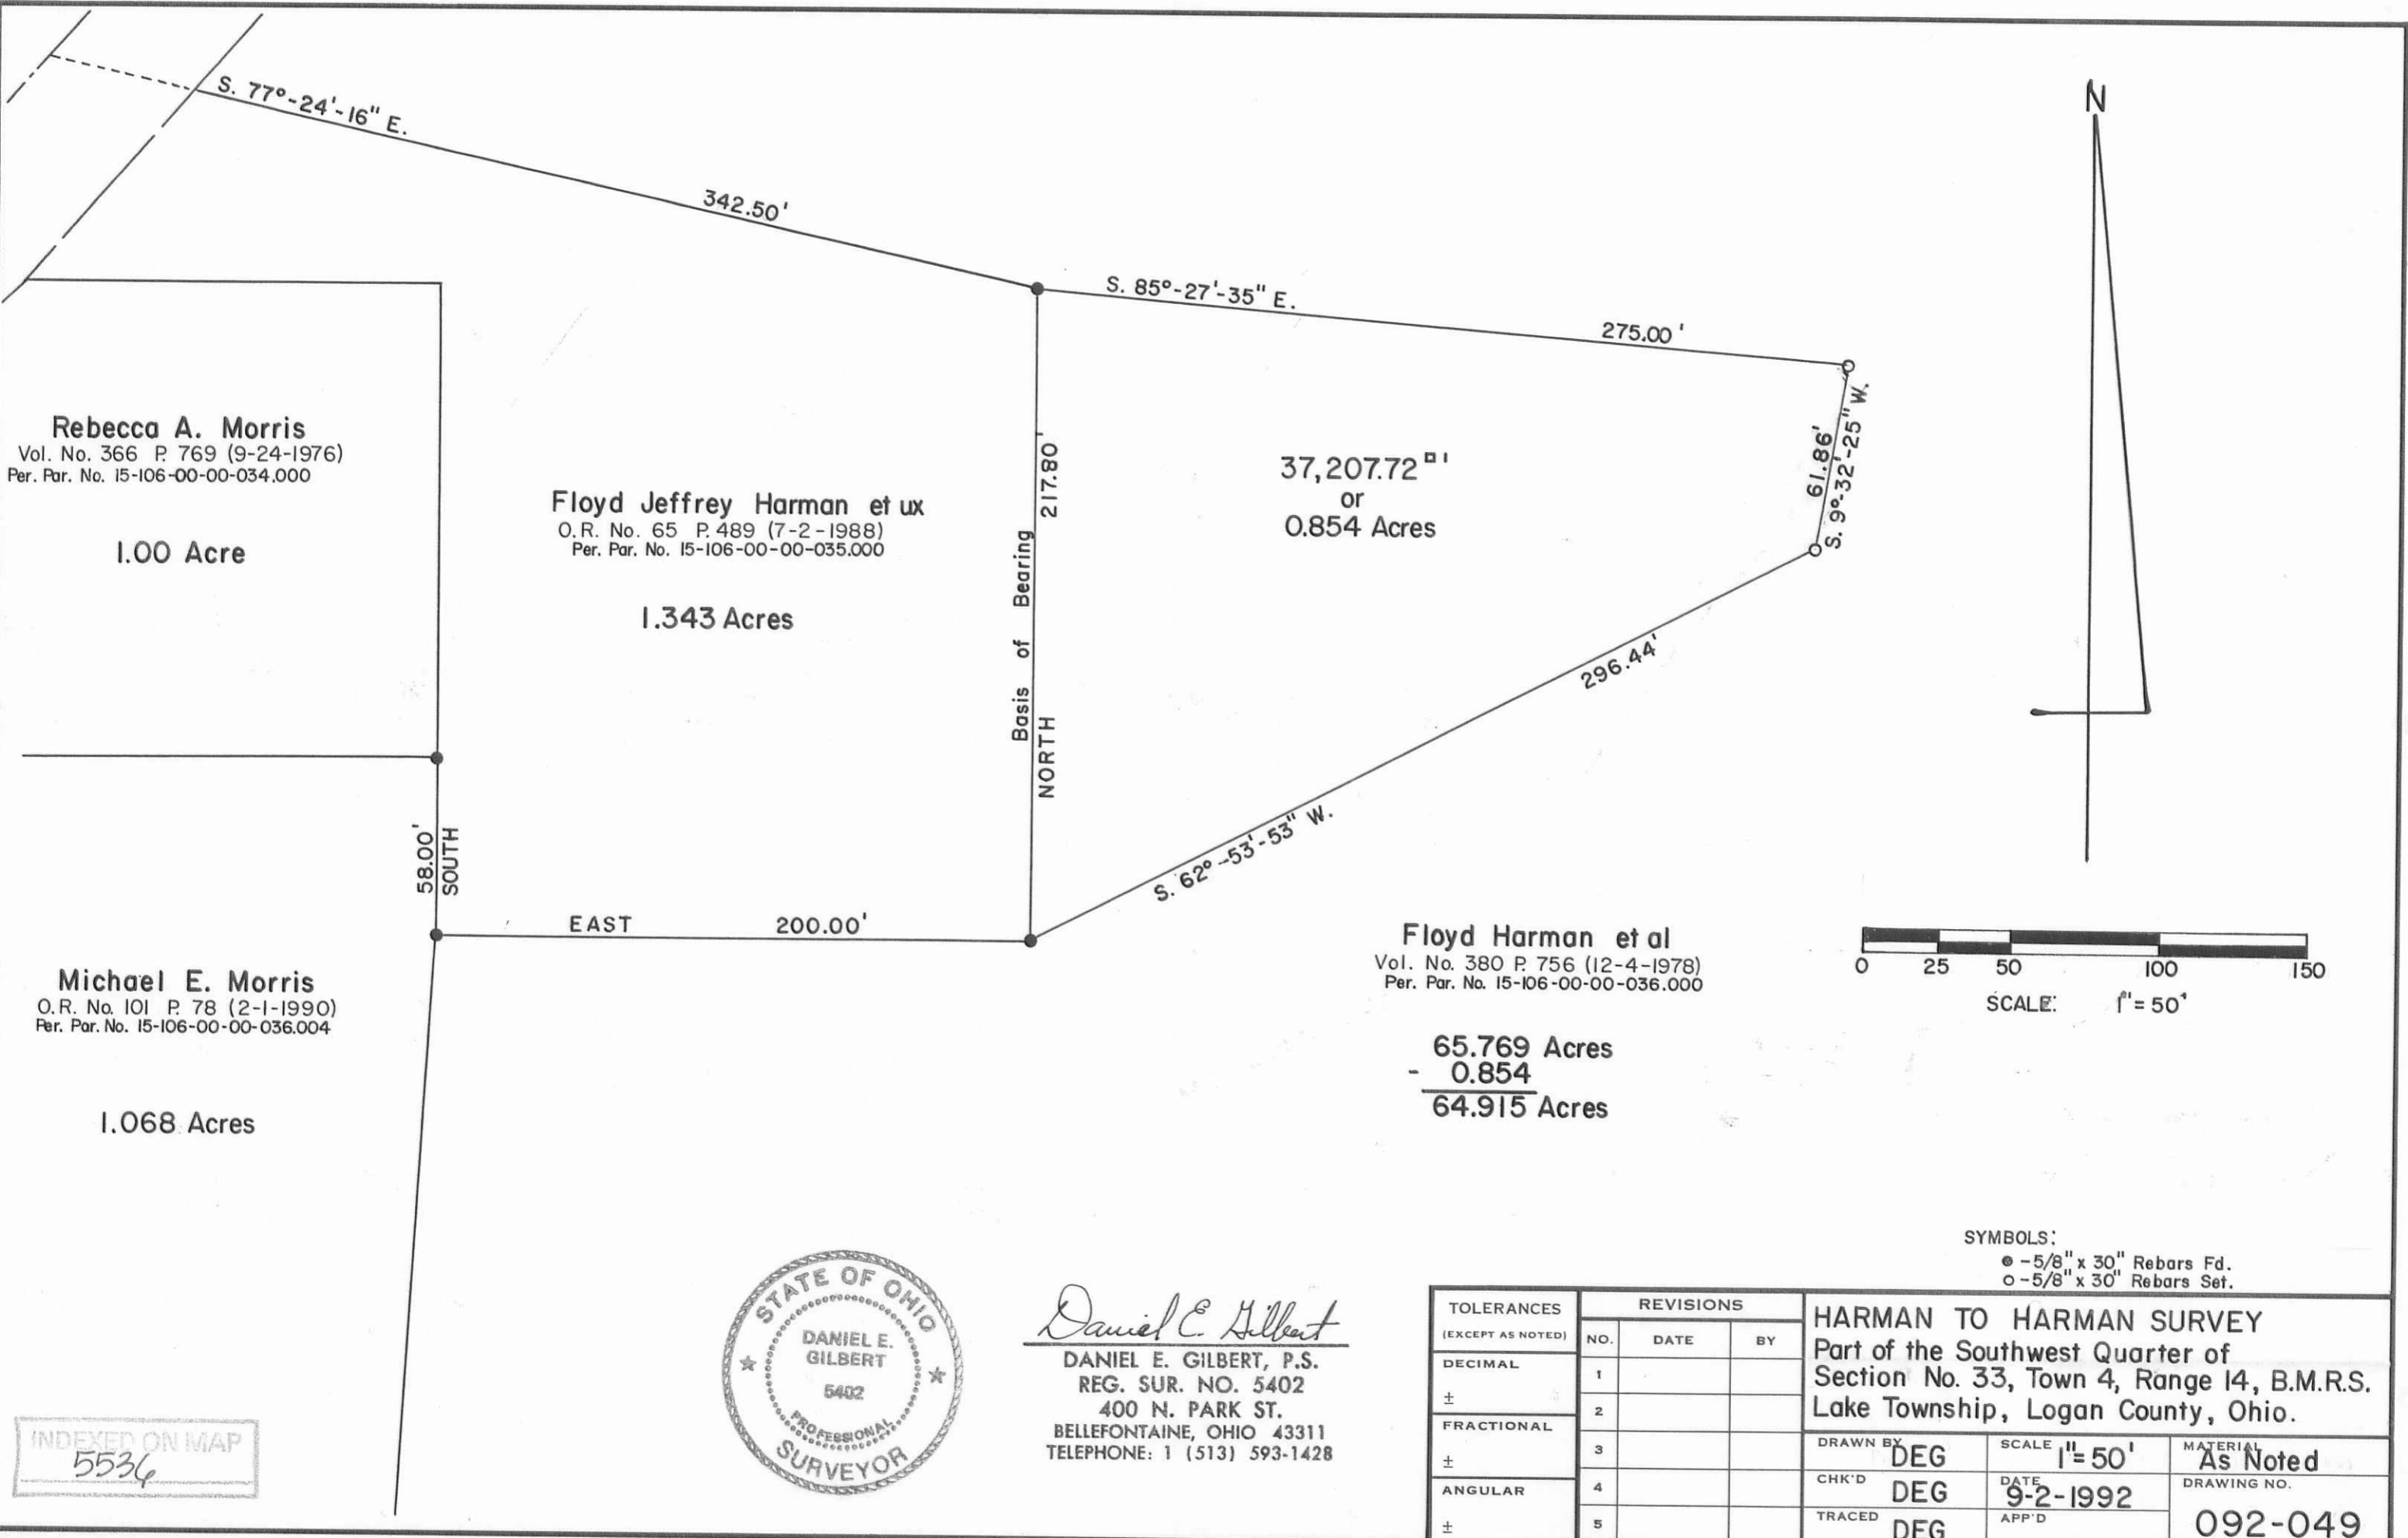 S. 77°-24'-16" E.
342.50'
N
S. 85°-27'-35" E.
275.00'
Rebecca A. Morris
Vol. No. 366 P. 769 (9-24-1976)
Per. Par. No. 15-106-00-00-034.000
1.00 Acre
Floyd Jeffrey Harman et ux
O.R. No. 65 P. 489 (7-2-1988)
Per. Par. No. 15-106-00-00-035.000
1.343 Acres
Basis of Bearing
NORTH 217.80'
37,207.72 □'
or
0.854 Acres
61.86'
S. 9°-32'-25" W.
296.44'
S. 62°-53'-53" W.
58.00'
SOUTH
EAST 200.00'
Michael E. Morris
O.R. No. 101 P. 78 (2-1-1990)
Per. Par. No. 15-106-00-00-036.004
1.068 Acres
Floyd Harman et al
Vol. No. 380 P. 756 (12-4-1978)
Per. Par. No. 15-106-00-00-036.000
65.769 Acres
- 0.854
64.915 Acres
0 25 50 100 150
SCALE: 1"= 50'
SYMBOLS:
● -5/8" x 30" Rebars Fd.
o -5/8" x 30" Rebars Set.
STATE OF OHIO
DANIEL E.
GILBERT
5402
PROFESSIONAL
SURVEYOR
Daniel E. Gilbert
DANIEL E. GILBERT, P.S.
REG. SUR. NO. 5402
400 N. PARK ST.
BELLEFONTAINE, OHIO 43311
TELEPHONE: 1 (513) 593-1428
INDEXED ON MAP
5536
TOLERANCES
(EXCEPT AS NOTED)
DECIMAL
±
FRACTIONAL
±
ANGULAR
±
REVISIONS
NO. DATE BY
1
2
3
4
5
HARMAN TO HARMAN SURVEY
Part of the Southwest Quarter of
Section No. 33, Town 4, Range 14, B.M.R.S.
Lake Township, Logan County, Ohio.
DRAWN BY DEG
SCALE 1"= 50'
MATERIAL As Noted
CHK'D DEG
DATE 9-2-1992
DRAWING NO.
092-049
TRACED DEG
APP'D